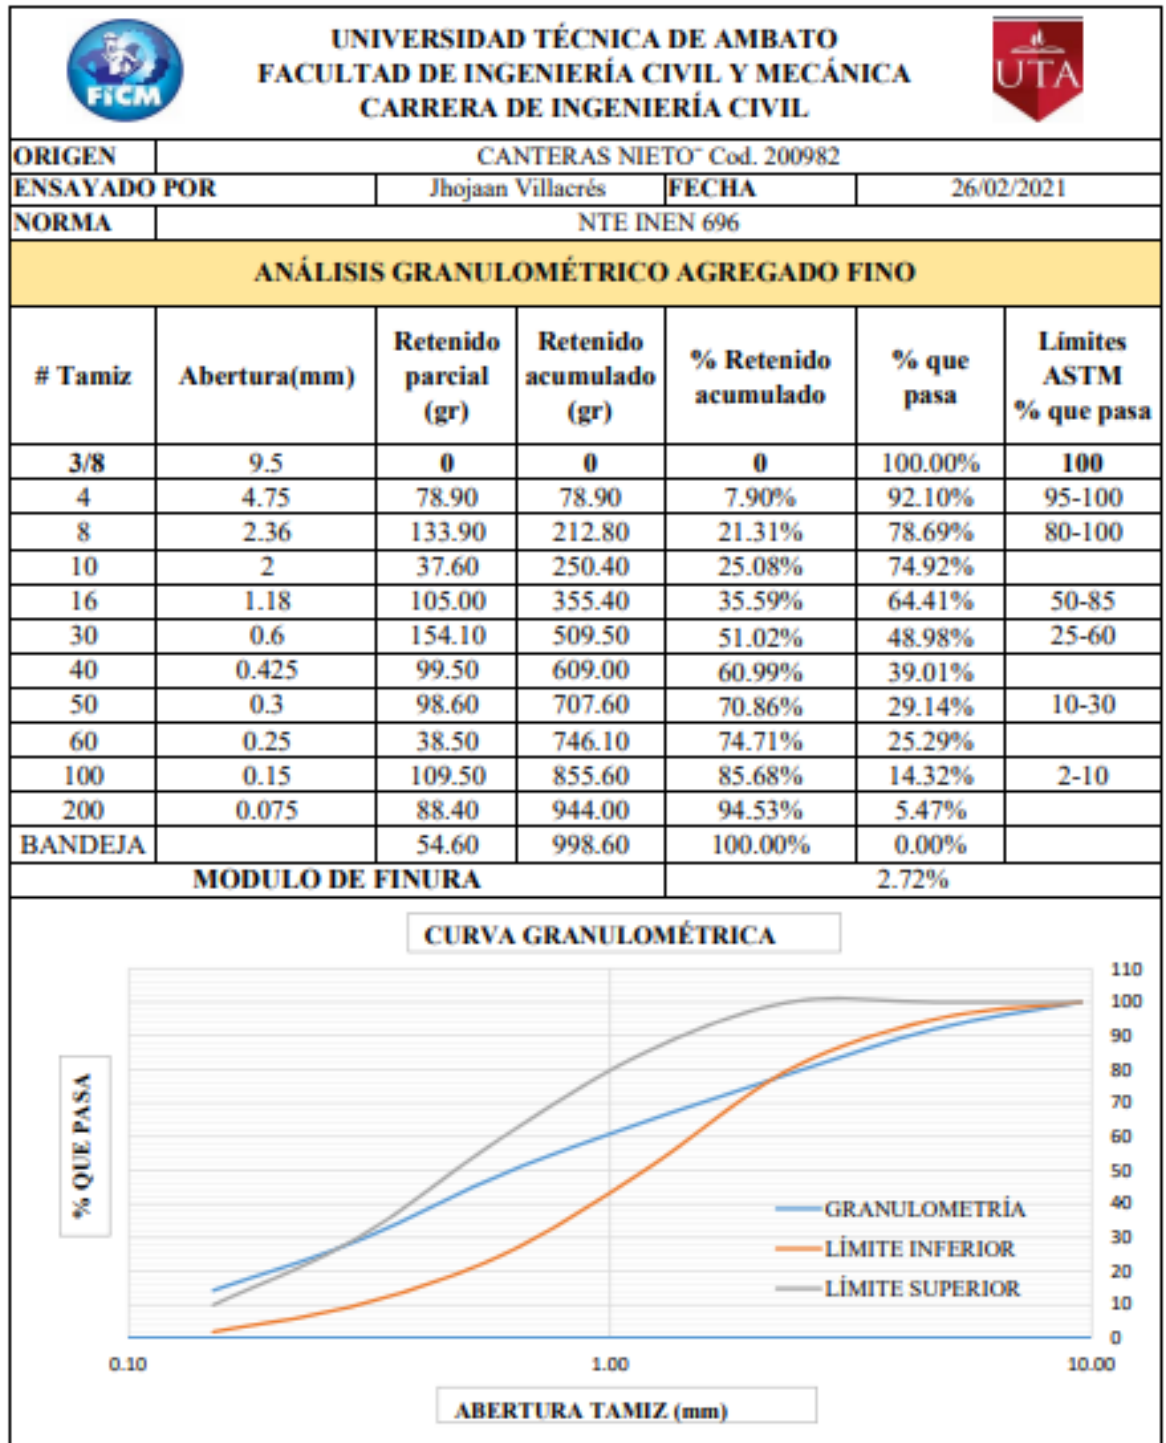 FICM
UNIVERSIDAD TÉCNICA DE AMBATO
FACULTAD DE INGENIERÍA CIVIL Y MECÁNICA
CARRERA DE INGENIERÍA CIVIL
UTA
ORIGEN CANTERAS NIETO¨ Cod. 200982
ENSAYADO POR Jhojaan Villacrés FECHA 26/02/2021
NORMA NTE INEN 696
ANÁLISIS GRANULOMÉTRICO AGREGADO FINO
# Tamiz Abertura(mm) Retenido parcial (gr) Retenido acumulado (gr) % Retenido acumulado % que pasa Límites ASTM % que pasa
3/8 9.5 0 0 0 100.00% 100
4 4.75 78.90 78.90 7.90% 92.10% 95-100
8 2.36 133.90 212.80 21.31% 78.69% 80-100
10 2 37.60 250.40 25.08% 74.92%
16 1.18 105.00 355.40 35.59% 64.41% 50-85
30 0.6 154.10 509.50 51.02% 48.98% 25-60
40 0.425 99.50 609.00 60.99% 39.01%
50 0.3 98.60 707.60 70.86% 29.14% 10-30
60 0.25 38.50 746.10 74.71% 25.29%
100 0.15 109.50 855.60 85.68% 14.32% 2-10
200 0.075 88.40 944.00 94.53% 5.47%
BANDEJA 54.60 998.60 100.00% 0.00%
MODULO DE FINURA 2.72%
CURVA GRANULOMÉTRICA
110
100
90
80
70
60
50
40
30
20
10
0
% QUE PASA
GRANULOMETRÍA
LÍMITE INFERIOR
LÍMITE SUPERIOR
0.10 1.00 10.00
ABERTURA TAMIZ (mm)